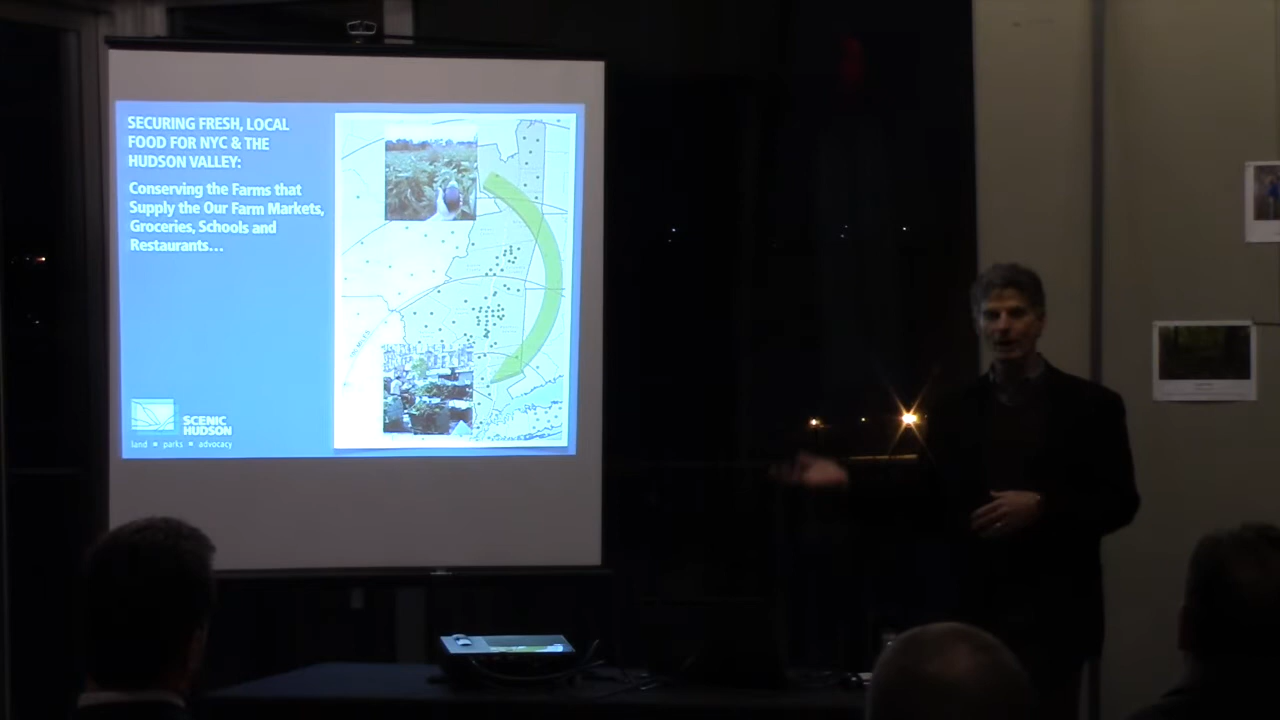 SECURING FRESH, LOCAL
FOOD FOR NYC & THE
HUDSON VALLEY:
Conserving the Farms that
Supply the Our Farm Markets,
Groceries, Schools and
Restaurants...
SCENIC
HUDSON
land ▪ parks ▪ advocacy